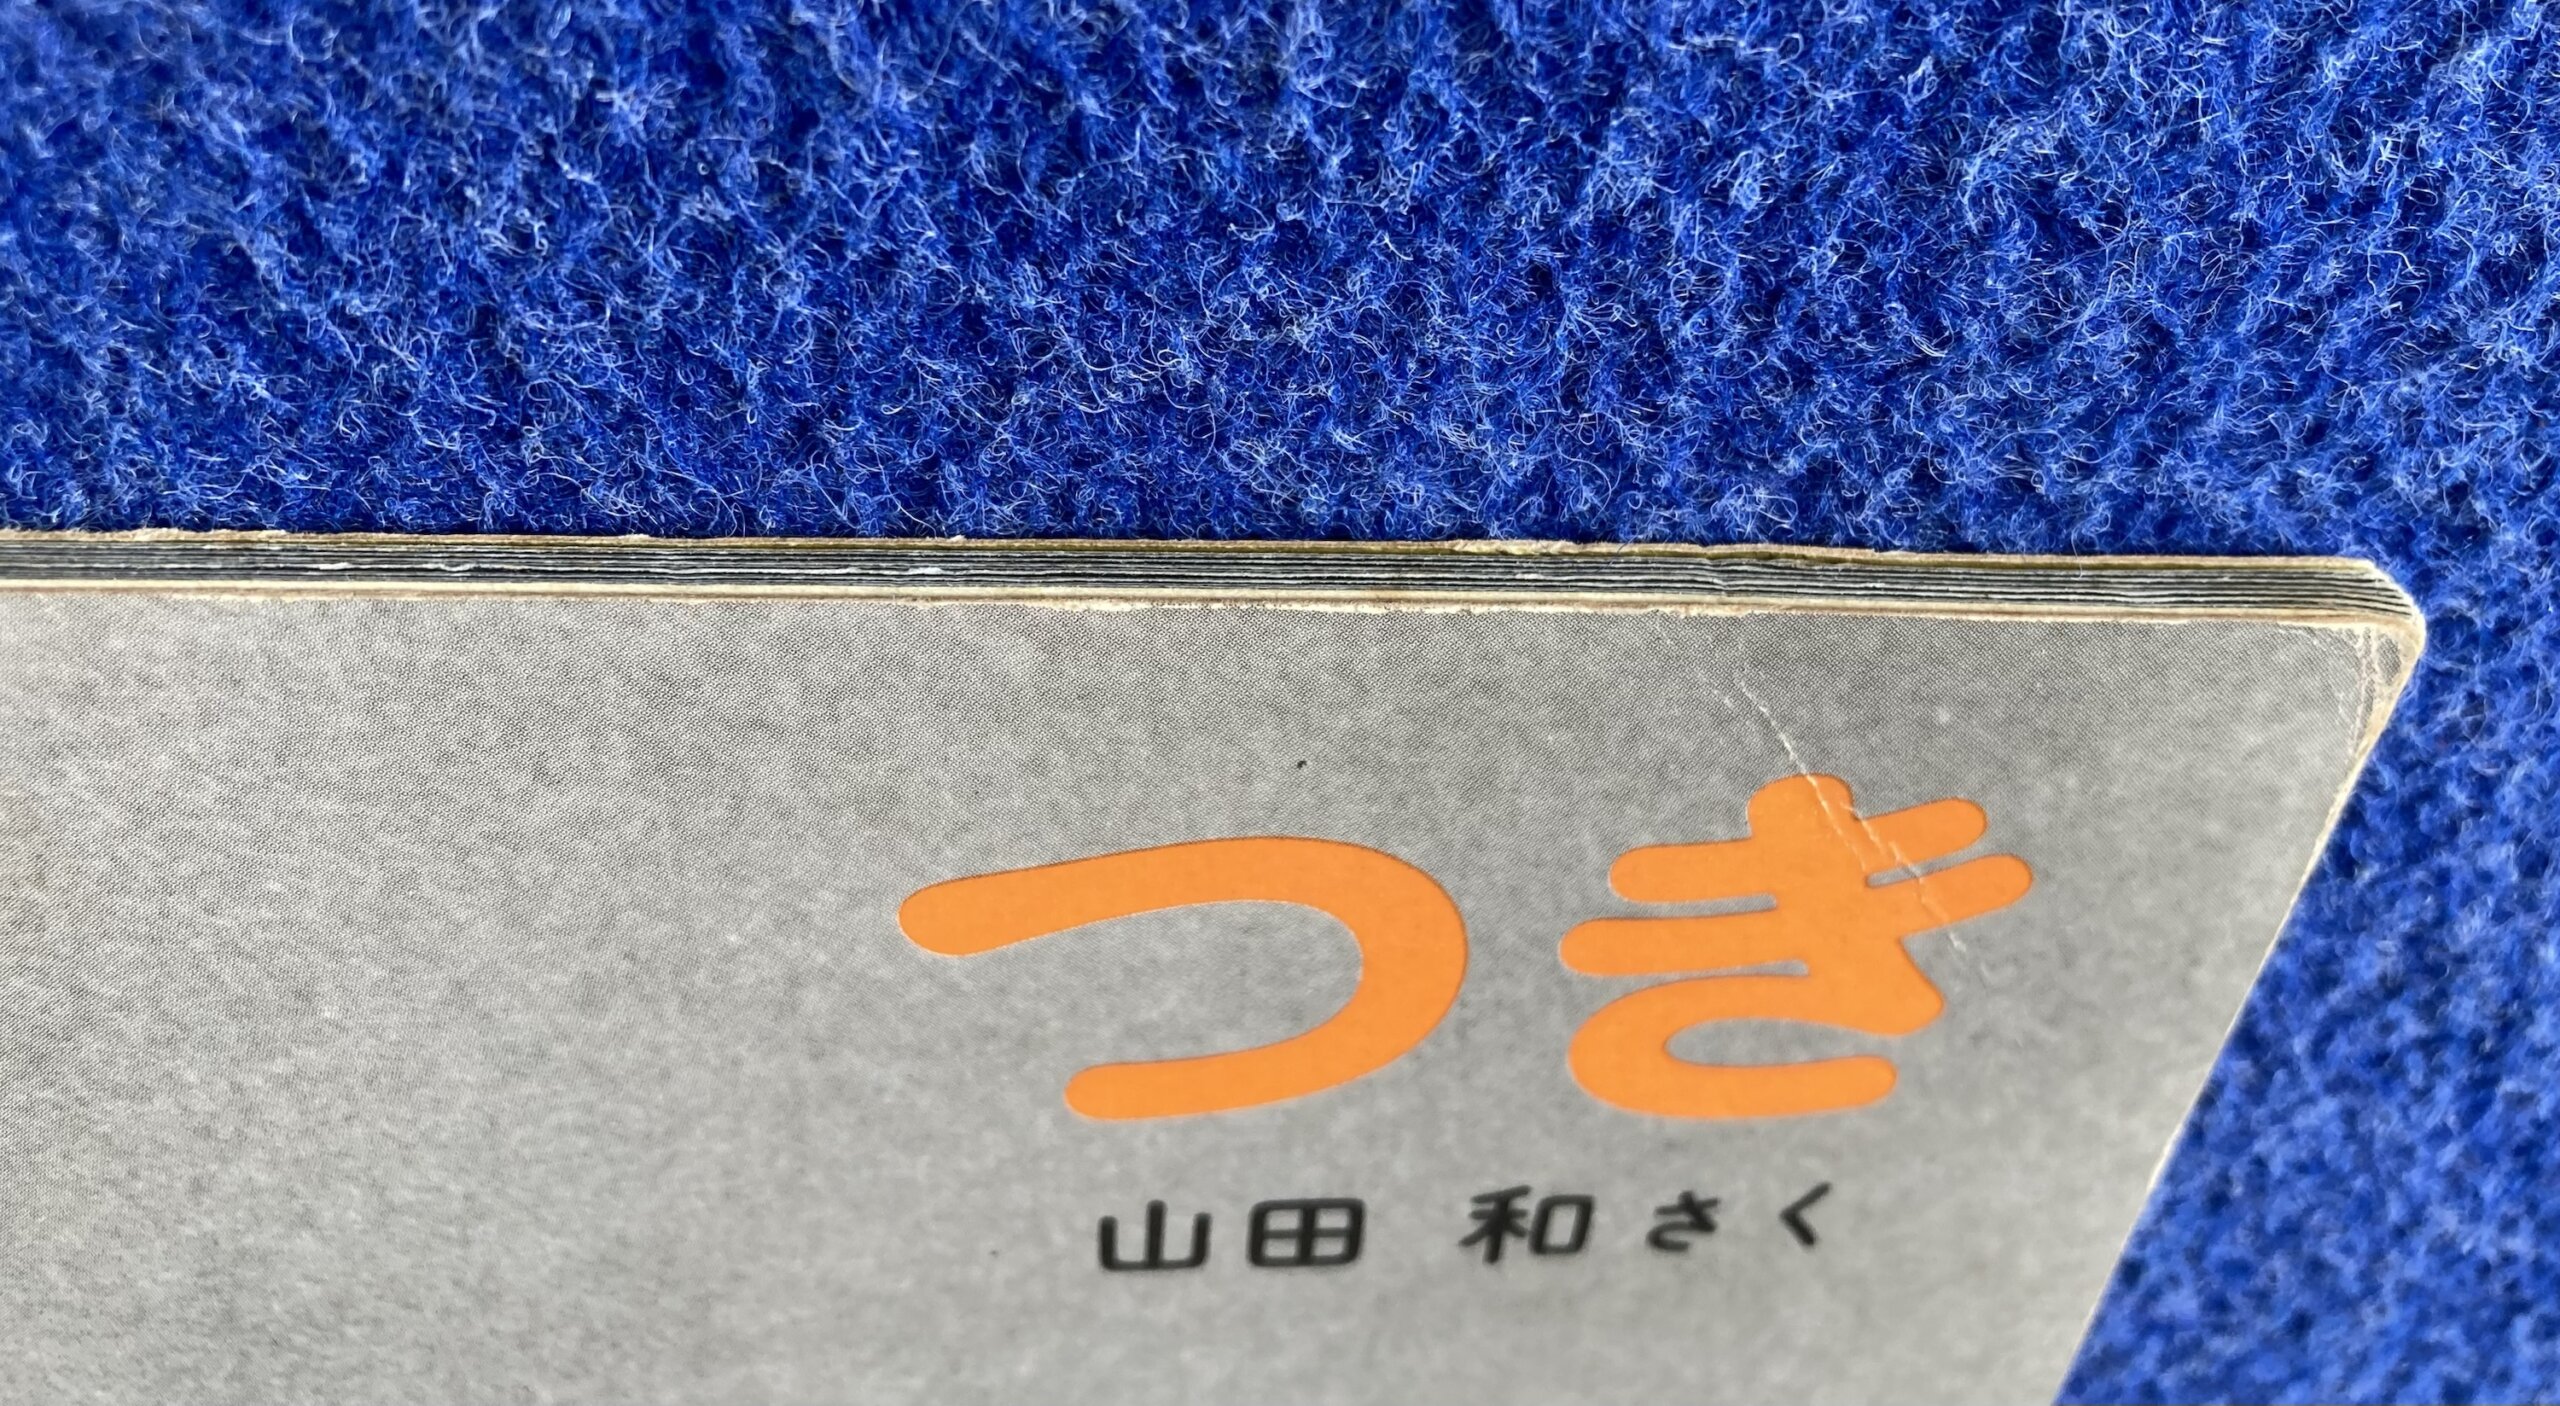 つき
山田 和 さく